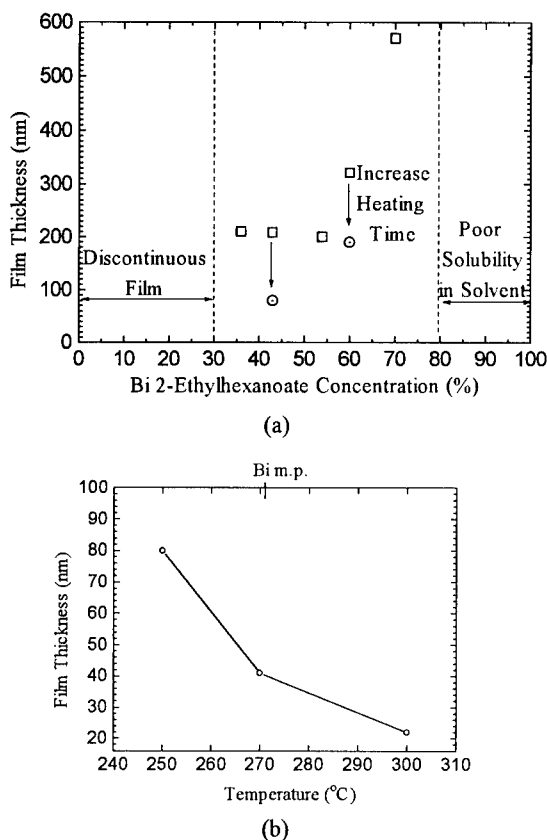 600
500
400
300
200
100
0
Film Thickness (nm)
Increase
Heating
Time
Discontinuous
Film
Poor
Solubility
in Solvent
0 10 20 30 40 50 60 70 80 90 100
Bi 2-Ethylhexanoate Concentration (%)
(a)
Bi m.p.
100
90
80
70
60
50
40
30
20
Film Thickness (nm)
240 250 260 270 280 290 300 310
Temperature (°C)
(b)